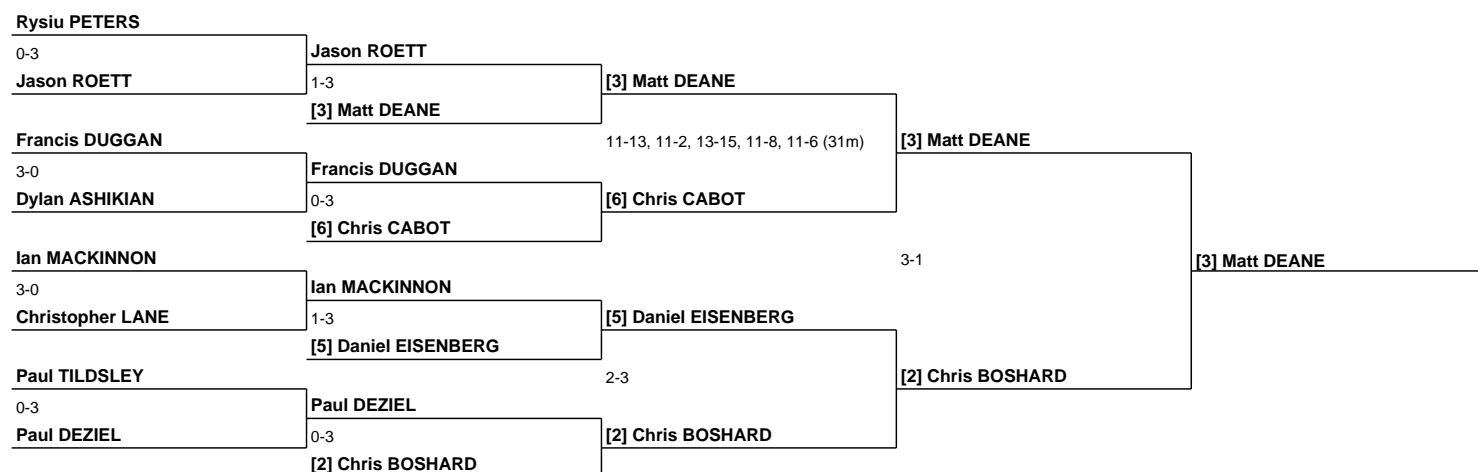 Rysiu PETERS
0-3
Jason ROETT
Jason ROETT
1-3
[3] Matt DEANE
[3] Matt DEANE
Francis DUGGAN
3-0
Dylan ASHIKIAN
Francis DUGGAN
0-3
[6] Chris CABOT
11-13, 11-2, 13-15, 11-8, 11-6 (31m)
[6] Chris CABOT
[3] Matt DEANE
Ian MACKINNON
3-0
Christopher LANE
Ian MACKINNON
1-3
[5] Daniel EISENBERG
[5] Daniel EISENBERG
Paul TILDSLEY
0-3
Paul DEZIEL
Paul DEZIEL
0-3
[2] Chris BOSHARD
2-3
[2] Chris BOSHARD
[2] Chris BOSHARD
3-1
[3] Matt DEANE